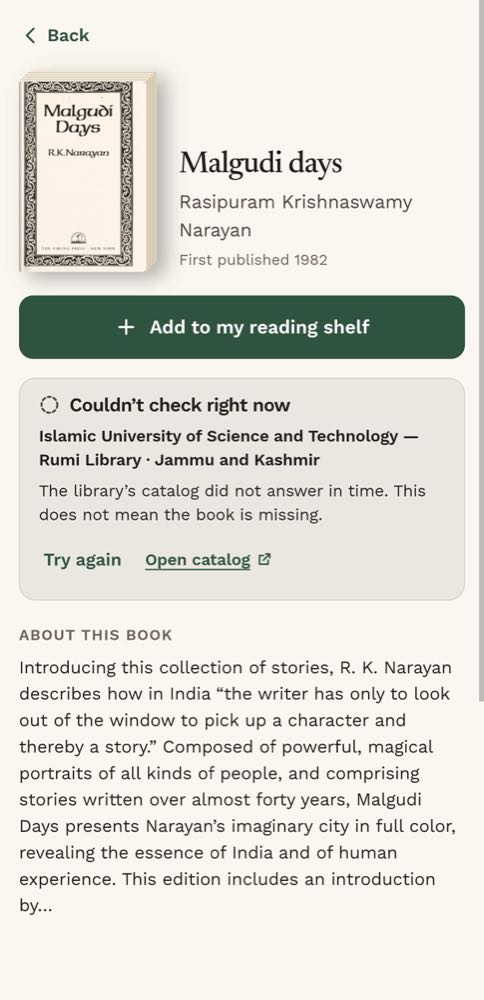 Back
Malgudi
Days
R.K.Narayan
THE VIKING PRESS · NEW YORK
Malgudi days
Rasipuram Krishnaswamy
Narayan
First published 1982
+ Add to my reading shelf
Couldn’t check right now
Islamic University of Science and Technology —
Rumi Library · Jammu and Kashmir
The library’s catalog did not answer in time. This
does not mean the book is missing.
Try again Open catalog
ABOUT THIS BOOK
Introducing this collection of stories, R. K. Narayan
describes how in India “the writer has only to look
out of the window to pick up a character and
thereby a story.” Composed of powerful, magical
portraits of all kinds of people, and comprising
stories written over almost forty years, Malgudi
Days presents Narayan’s imaginary city in full color,
revealing the essence of India and of human
experience. This edition includes an introduction
by...